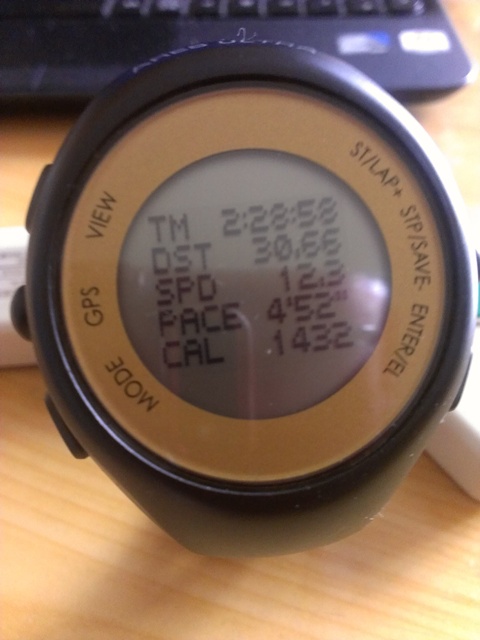 VIEW
GPS
MODE
ST/LAP+
STP/SAVE-
ENTER/EL
TM 2:28:58
DST 30.66
SPD 12.3
PACE 4'52"
CAL 1432